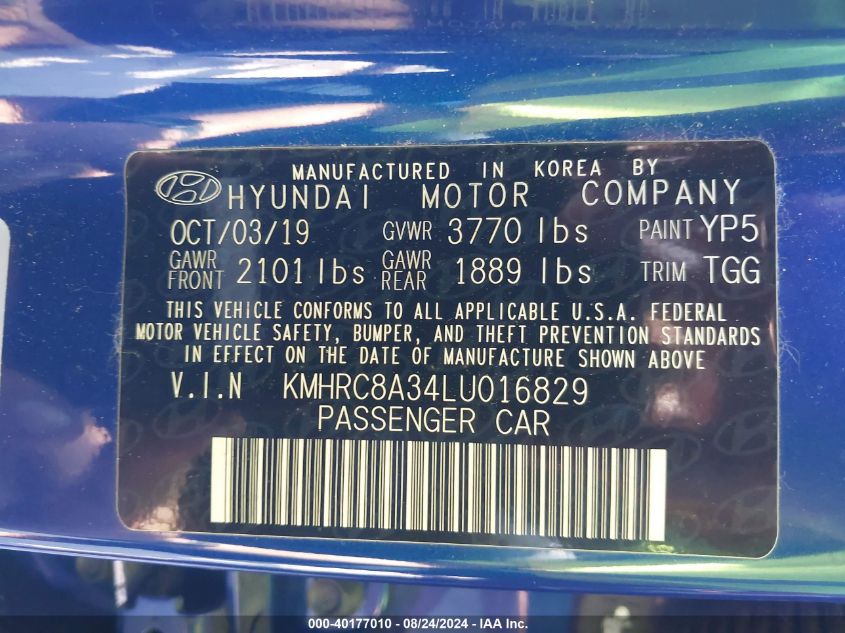 MANUFACTURED IN KOREA BY
HYUNDAI MOTOR COMPANY
OCT/03/19 GVWR 3770 lbs PAINT YP5
GAWR FRONT 2101 lbs GAWR REAR 1889 lbs TRIM TGG
THIS VEHICLE CONFORMS TO ALL APPLICABLE U.S.A. FEDERAL
MOTOR VEHICLE SAFETY, BUMPER, AND THEFT PREVENTION STANDARDS
IN EFFECT ON THE DATE OF MANUFACTURE SHOWN ABOVE
V.I.N KMHRC8A34LU016829
PASSENGER CAR
000-40177010 / 08/24/2024 - IAA Inc.